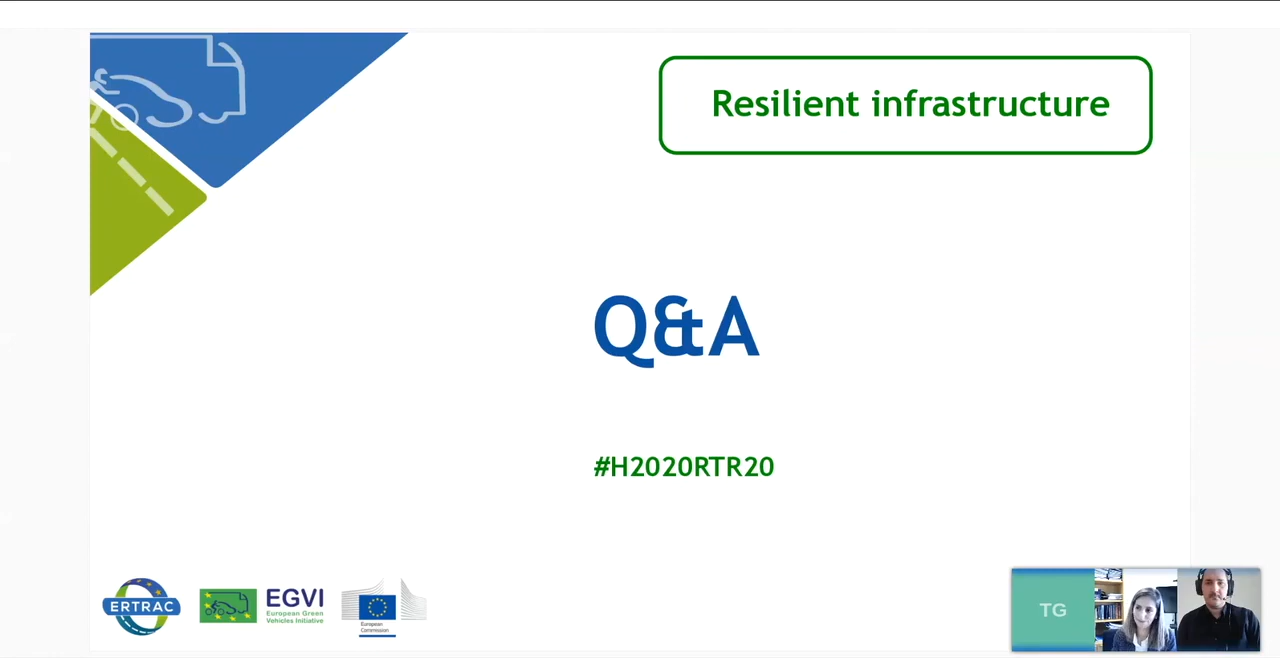 Resilient infrastructure
Q&A
#H2020RTR20
ERTRAC
EGVI
European Green
Vehicles Initiative
European
Commission
TG